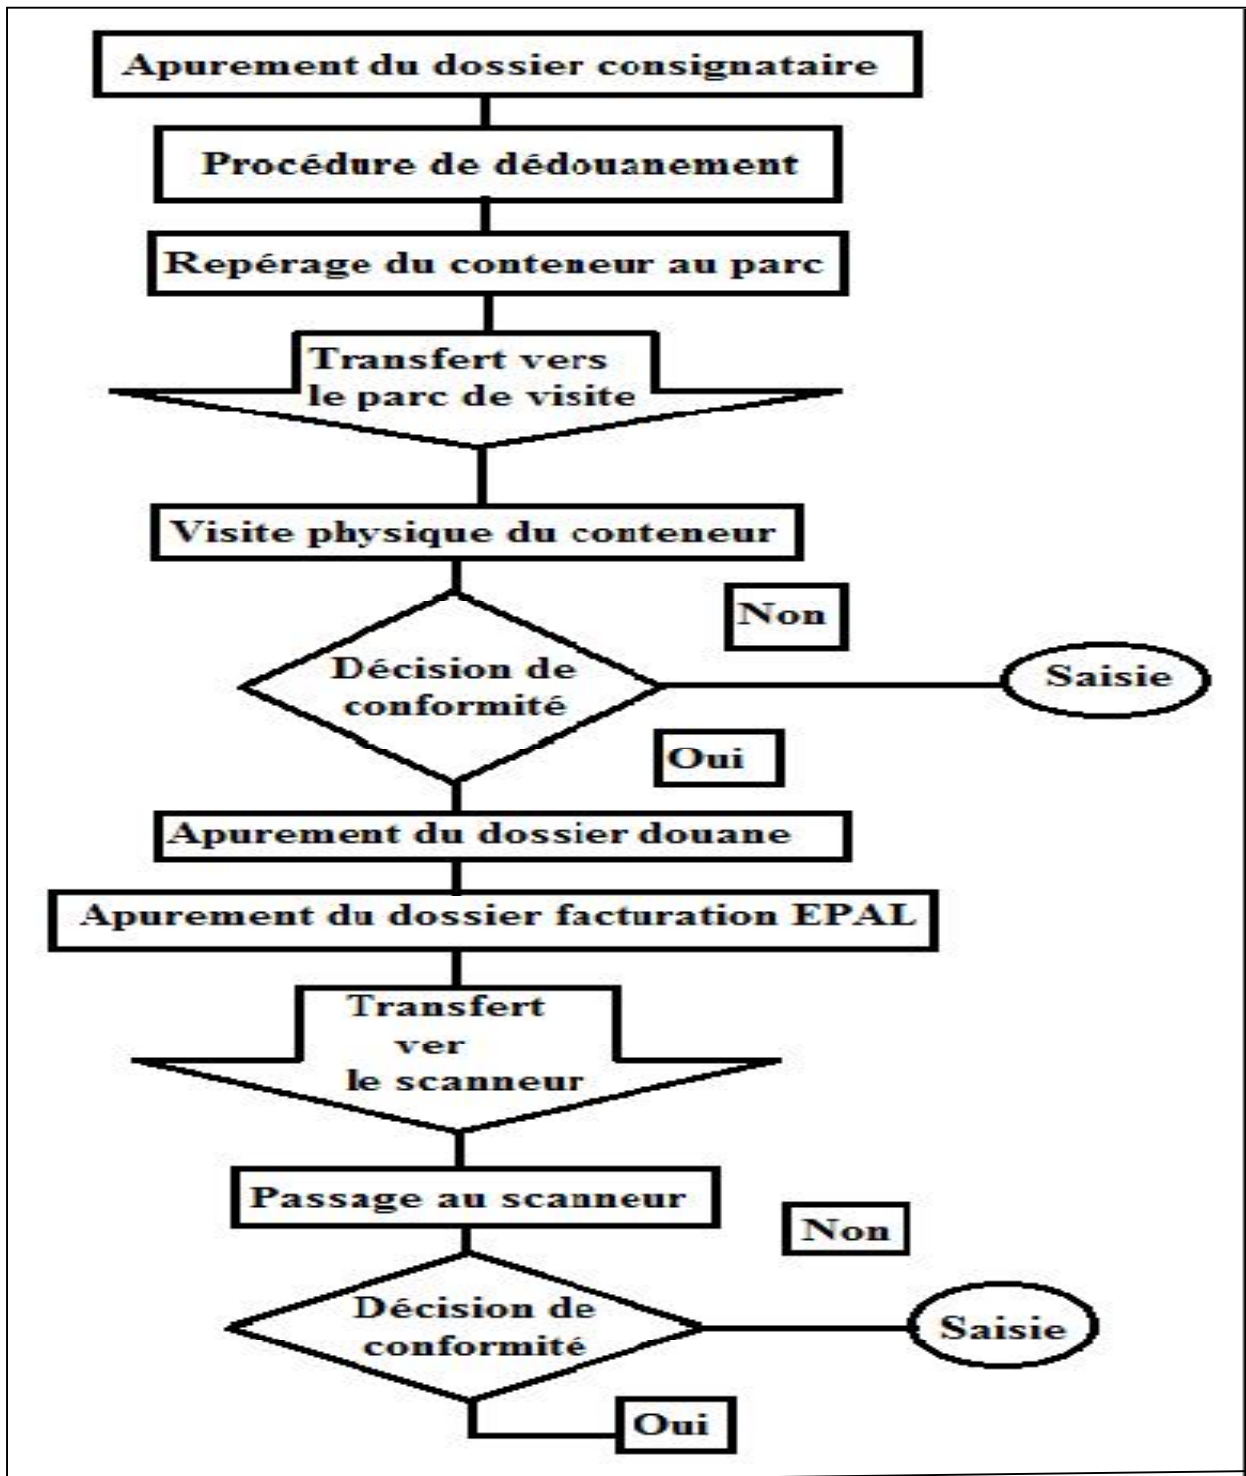 Apurement du dossier consignataire
Procédure de dédouanement
Repérage du conteneur au parc
Transfert vers
le parc de visite
Visite physique du conteneur
Non
Décision de
conformité
Saisie
Oui
Apurement du dossier douane
Apurement du dossier facturation EPAL
Transfert
ver
le scanneur
Passage au scanneur
Non
Décision de
conformité
Saisie
Oui